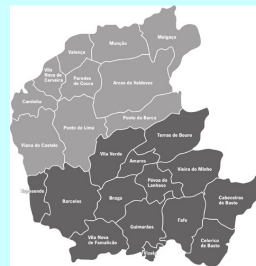 Melgaço
Monção
Valença
Vila
Nova de
Cerveira
Paredes
de Coura
Arcos de Valdevez
Caminha
Ponte da Barca
Ponte de Lima
Viana do Castelo
Terras de Bouro
Vila Verde
Amares
Vieira do Minho
Esposende
Barcelos
Braga
Póvoa de
Lanhoso
Cabeceiras
de Basto
Guimarães
Fafe
Vila Nova
de Famalicão
Celorico
de Basto